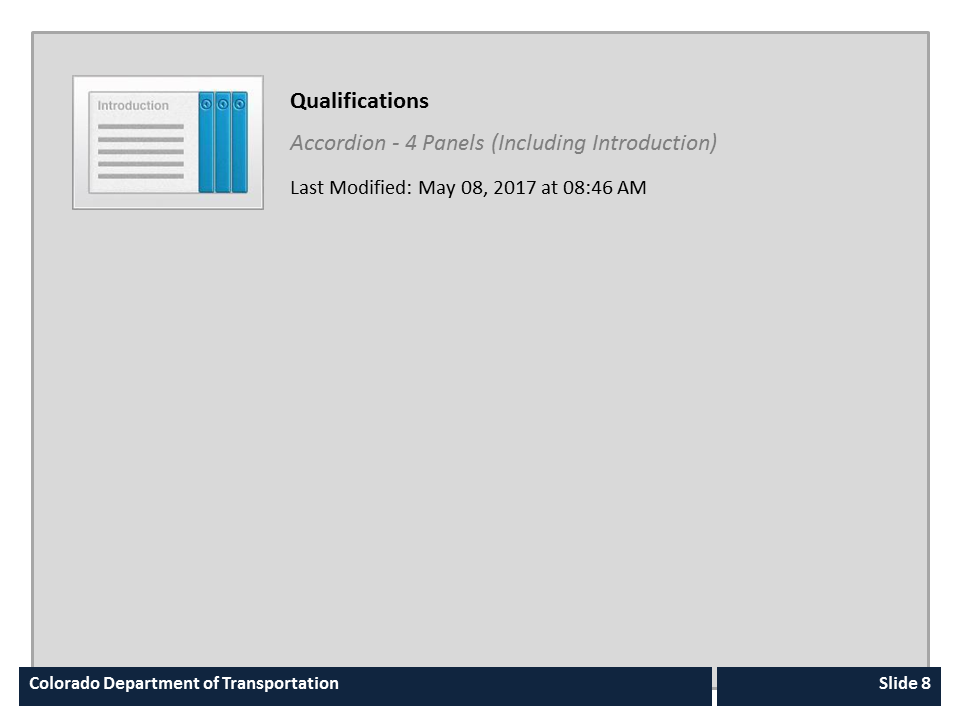 Introduction
Qualifications
Accordion - 4 Panels (Including Introduction)
Last Modified: May 08, 2017 at 08:46 AM
Colorado Department of Transportation
Slide 8